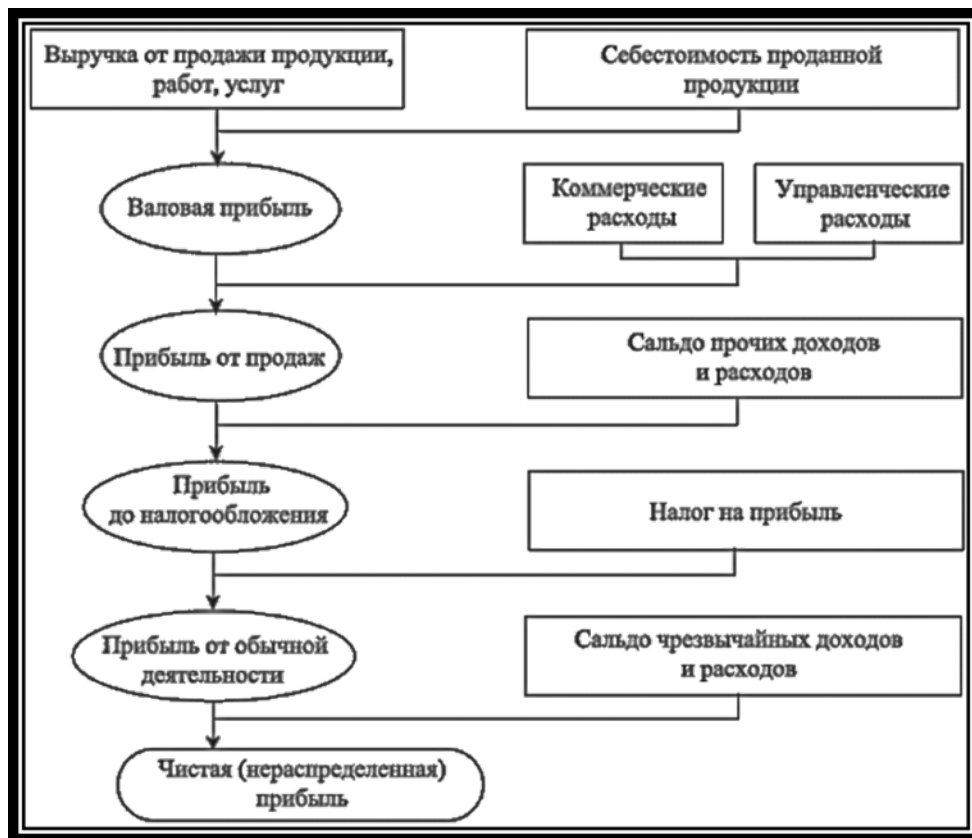 Выручка от продажи продукции,
работ, услуг
Себестоимость проданной
продукции
Валовая прибыль
Коммерческие
расходы
Управленческие
расходы
Прибыль от продаж
Сальдо прочих доходов
и расходов
Прибыль
до налогообложения
Налог на прибыль
Прибыль от обычной
деятельности
Сальдо чрезвычайных доходов
и расходов
Чистая (нераспределенная)
прибыль